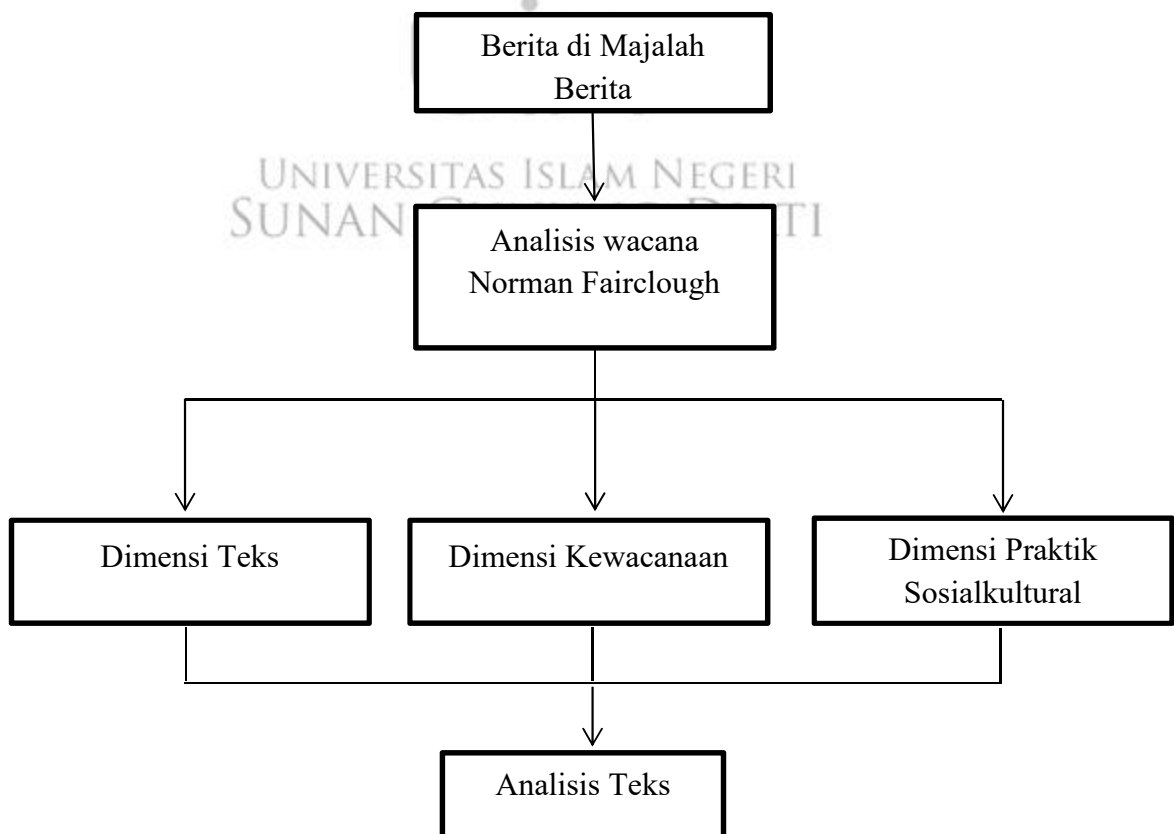 Berita di Majalah
Berita
UNIVERSITAS ISLAM NEGERI
SUNAN
Analisis wacana
Norman Fairclough
Dimensi Teks
Dimensi Kewacanaan
Dimensi Praktik
Sosialkultural
Analisis Teks